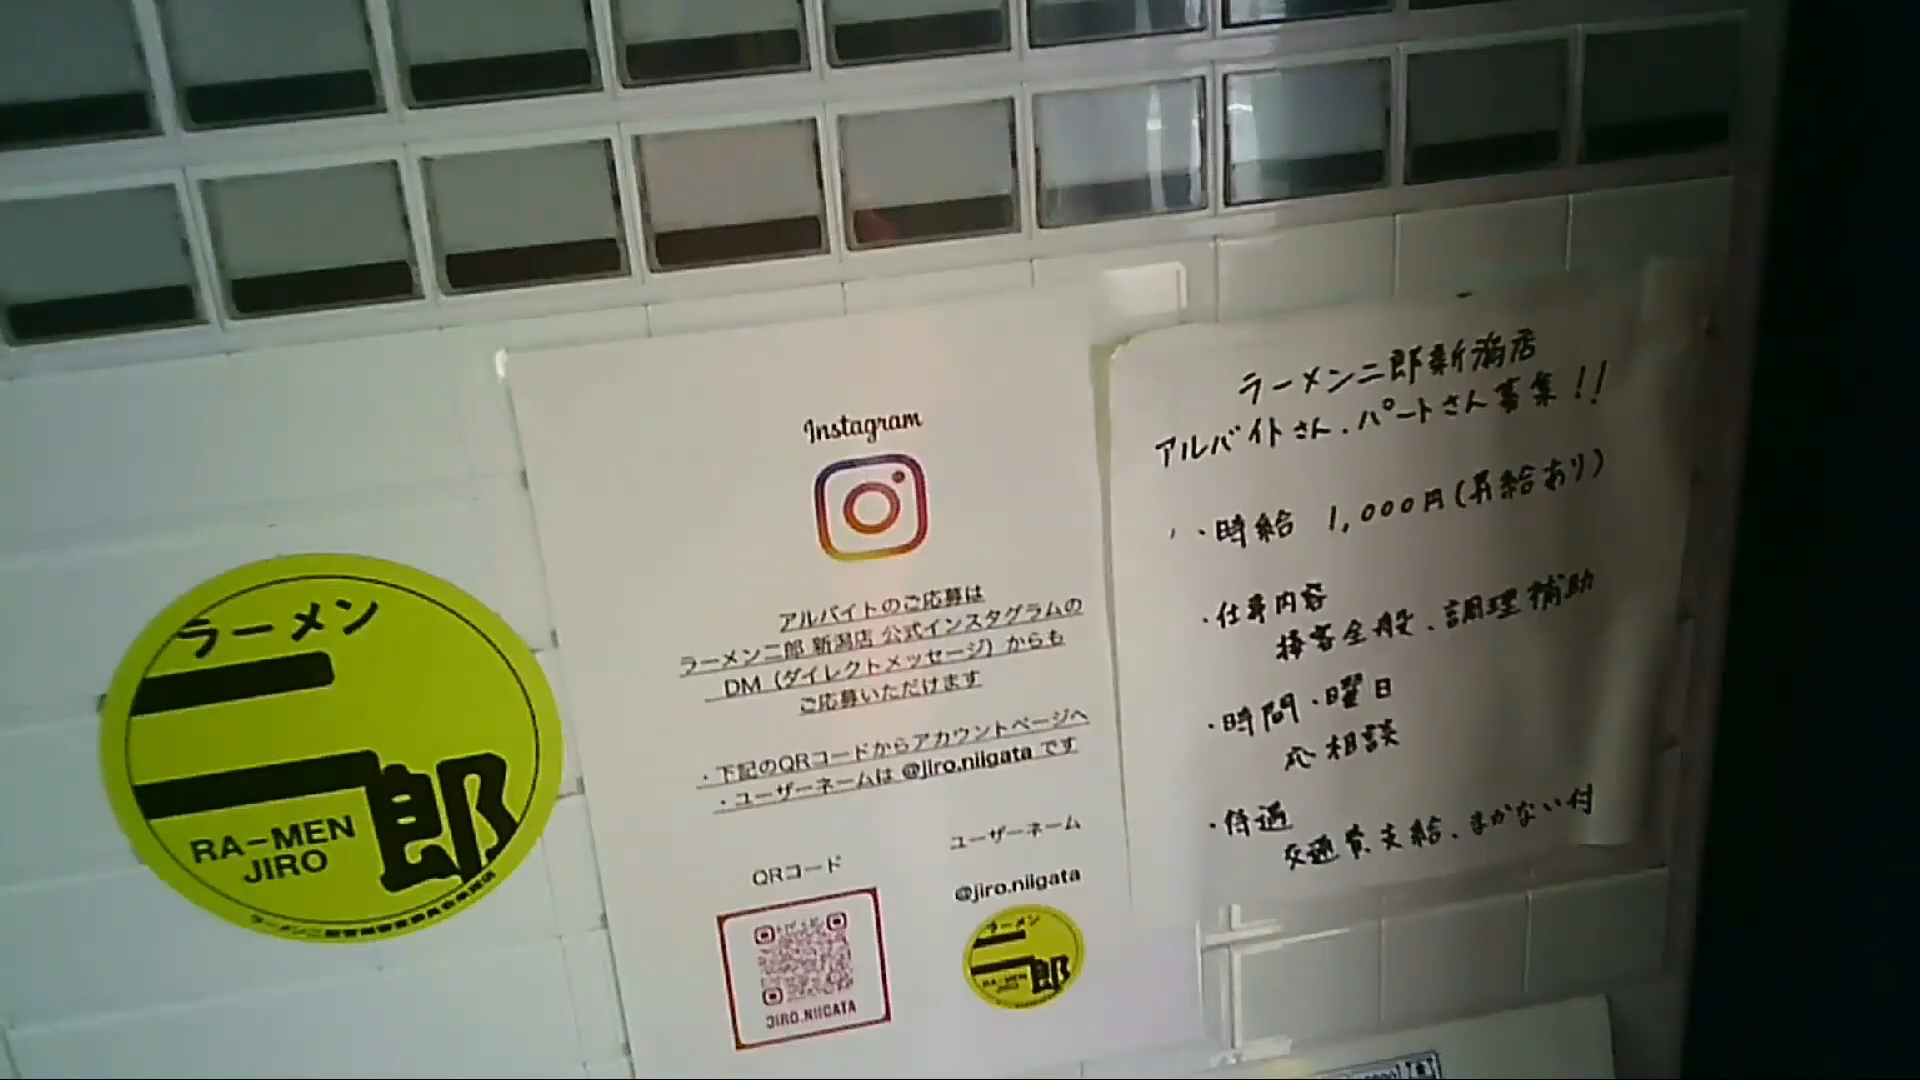 ラーメン
二郎
RA-MEN
JIRO
Instagram
アルバイトのご応募は
ラーメン二郎 新潟店 公式インスタグラムの
DM（ダイレクトメッセージ）からも
ご応募いただけます
・下記のQRコードからアカウントページへ
・ユーザーネームは @jiro.niigata です
QRコード
JIRO.NIIGATA
ユーザーネーム
@jiro.niigata
ラーメン
二郎
RA-MEN
JIRO
ラーメン二郎新潟店
アルバイトさん、パートさん募集!!
・時給 1,000円(昇給あり)
・仕事内容
接客全般、調理補助
・時間・曜日
応相談
・待遇
交通費支給、まかない付